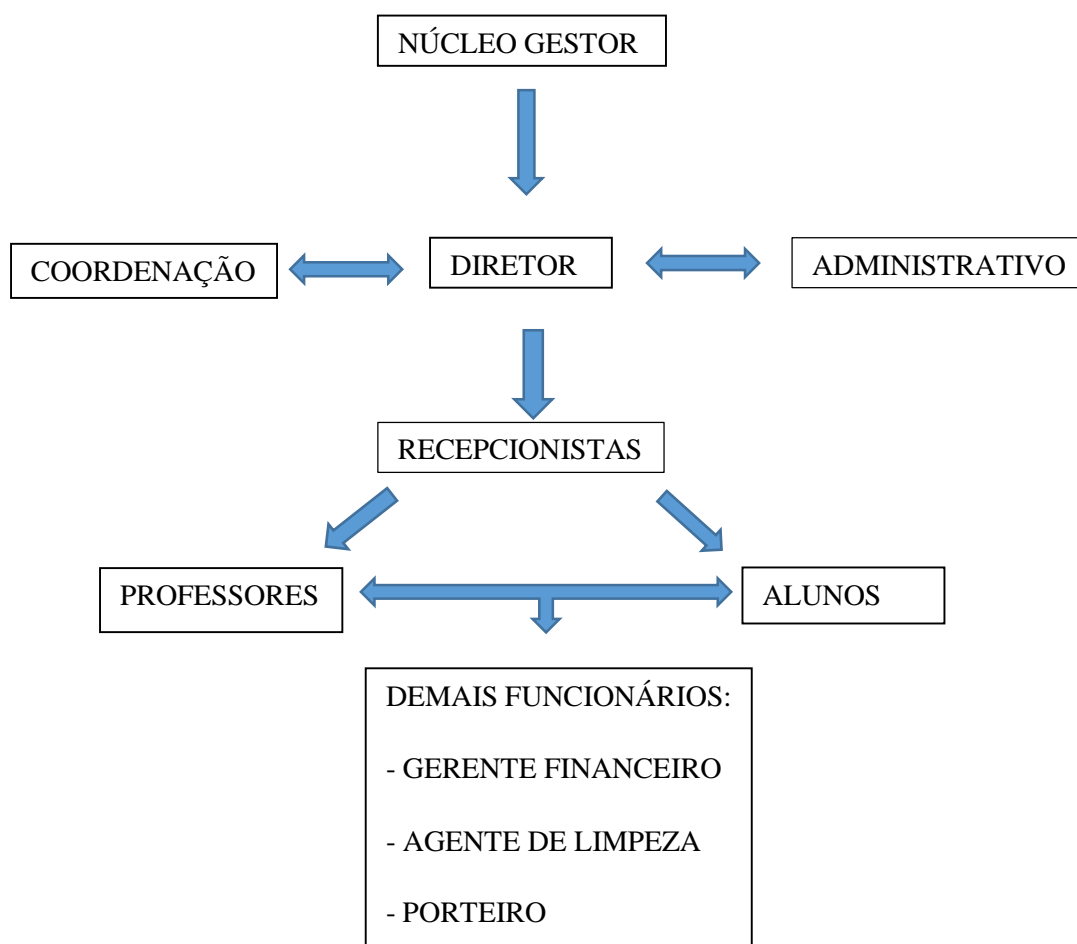 NÚCLEO GESTOR
COORDENAÇÃO
DIRETOR
ADMINISTRATIVO
RECEPCIONISTAS
PROFESSORES
ALUNOS
DEMAIS FUNCIONÁRIOS:
- GERENTE FINANCEIRO
- AGENTE DE LIMPEZA
- PORTEIRO